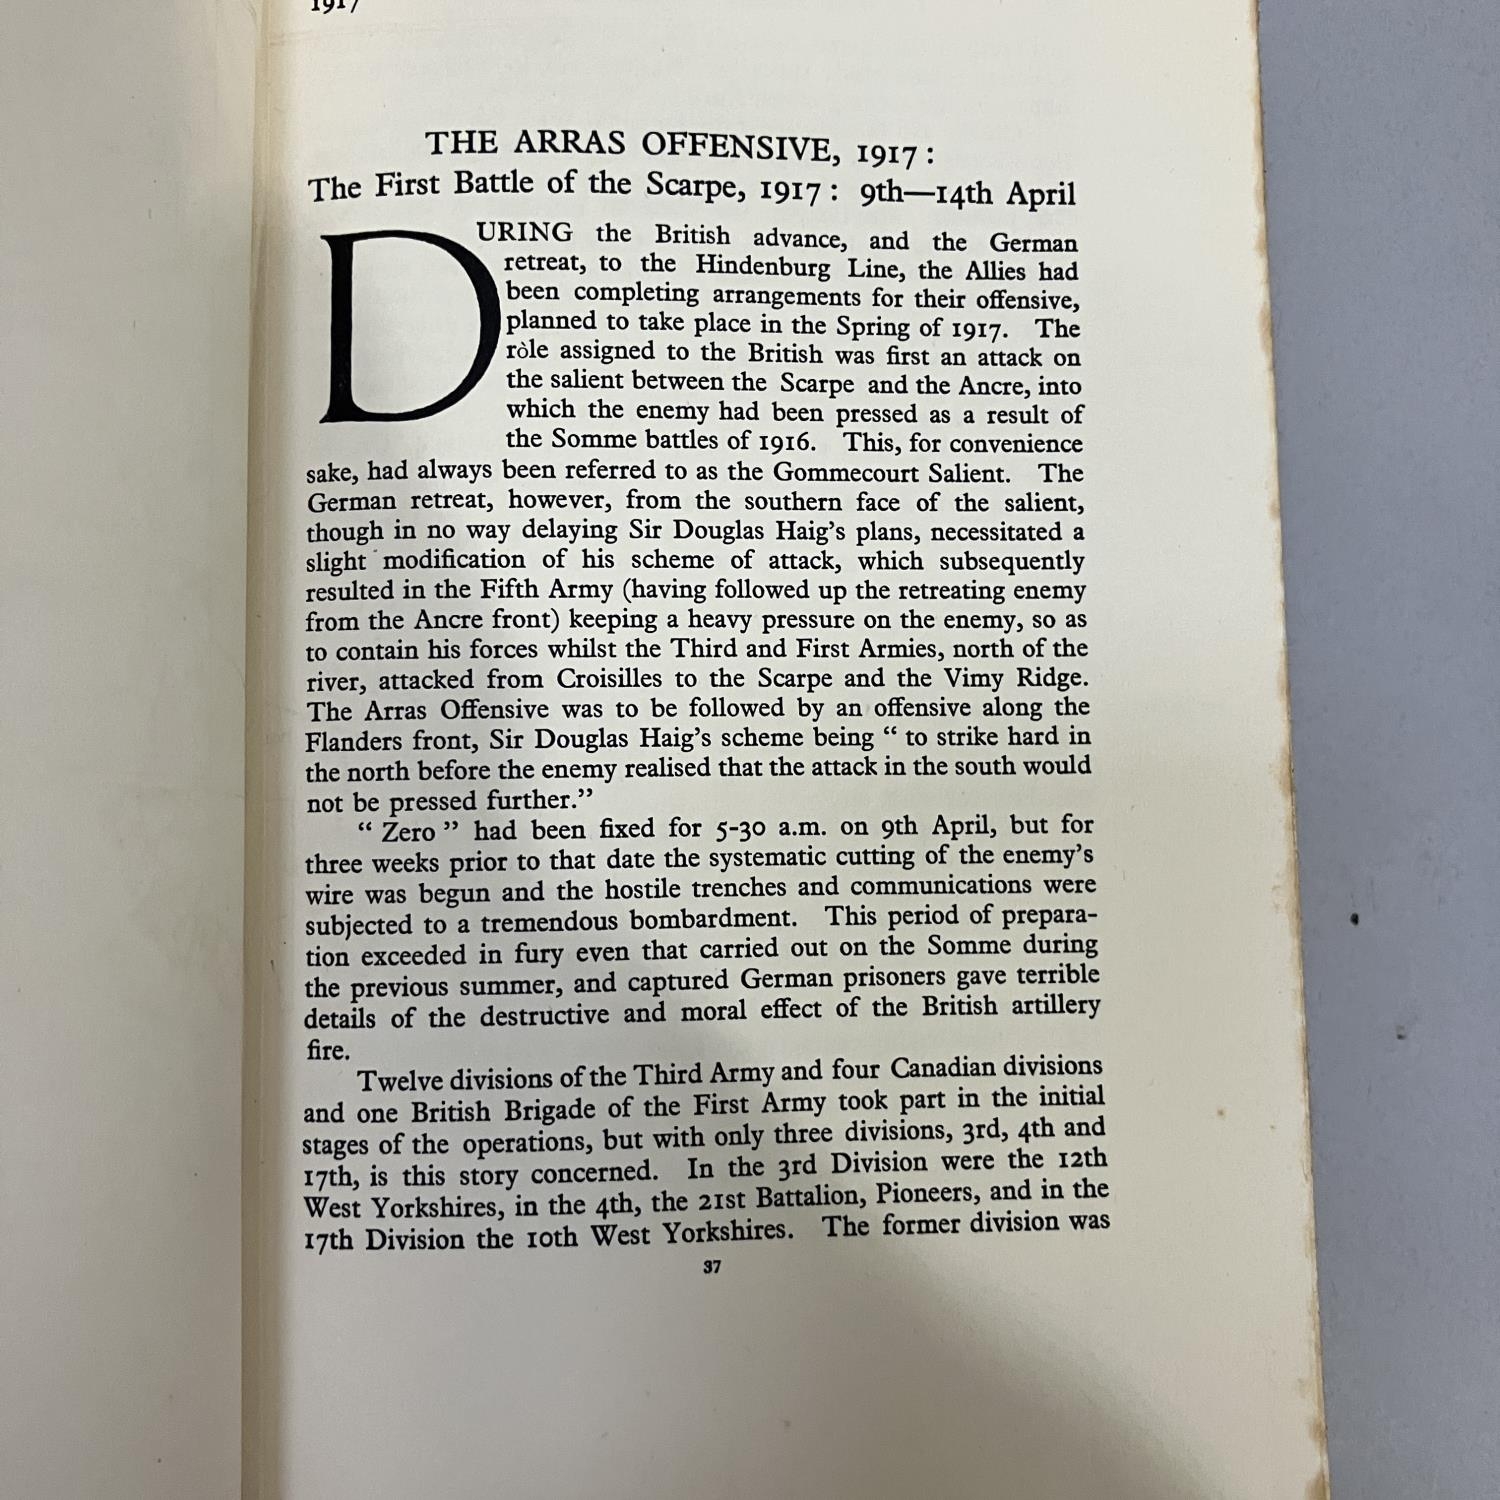 1917
THE ARRAS OFFENSIVE, 1917 :
The First Battle of the Scarpe, 1917 : 9th—14th April
DURING the British advance, and the German
retreat, to the Hindenburg Line, the Allies had
been completing arrangements for their offensive,
planned to take place in the Spring of 1917. The
ròle assigned to the British was first an attack on
the salient between the Scarpe and the Ancre, into
which the enemy had been pressed as a result of
the Somme battles of 1916. This, for convenience
sake, had always been referred to as the Gommecourt Salient. The
German retreat, however, from the southern face of the salient,
though in no way delaying Sir Douglas Haig's plans, necessitated a
slight modification of his scheme of attack, which subsequently
resulted in the Fifth Army (having followed up the retreating enemy
from the Ancre front) keeping a heavy pressure on the enemy, so as
to contain his forces whilst the Third and First Armies, north of the
river, attacked from Croisilles to the Scarpe and the Vimy Ridge.
The Arras Offensive was to be followed by an offensive along the
Flanders front, Sir Douglas Haig's scheme being " to strike hard in
the north before the enemy realised that the attack in the south would
not be pressed further."
" Zero " had been fixed for 5-30 a.m. on 9th April, but for
three weeks prior to that date the systematic cutting of the enemy's
wire was begun and the hostile trenches and communications were
subjected to a tremendous bombardment. This period of prepara-
tion exceeded in fury even that carried out on the Somme during
the previous summer, and captured German prisoners gave terrible
details of the destructive and moral effect of the British artillery
fire.
Twelve divisions of the Third Army and four Canadian divisions
and one British Brigade of the First Army took part in the initial
stages of the operations, but with only three divisions, 3rd, 4th and
17th, is this story concerned. In the 3rd Division were the 12th
West Yorkshires, in the 4th, the 21st Battalion, Pioneers, and in the
17th Division the 10th West Yorkshires. The former division was
37